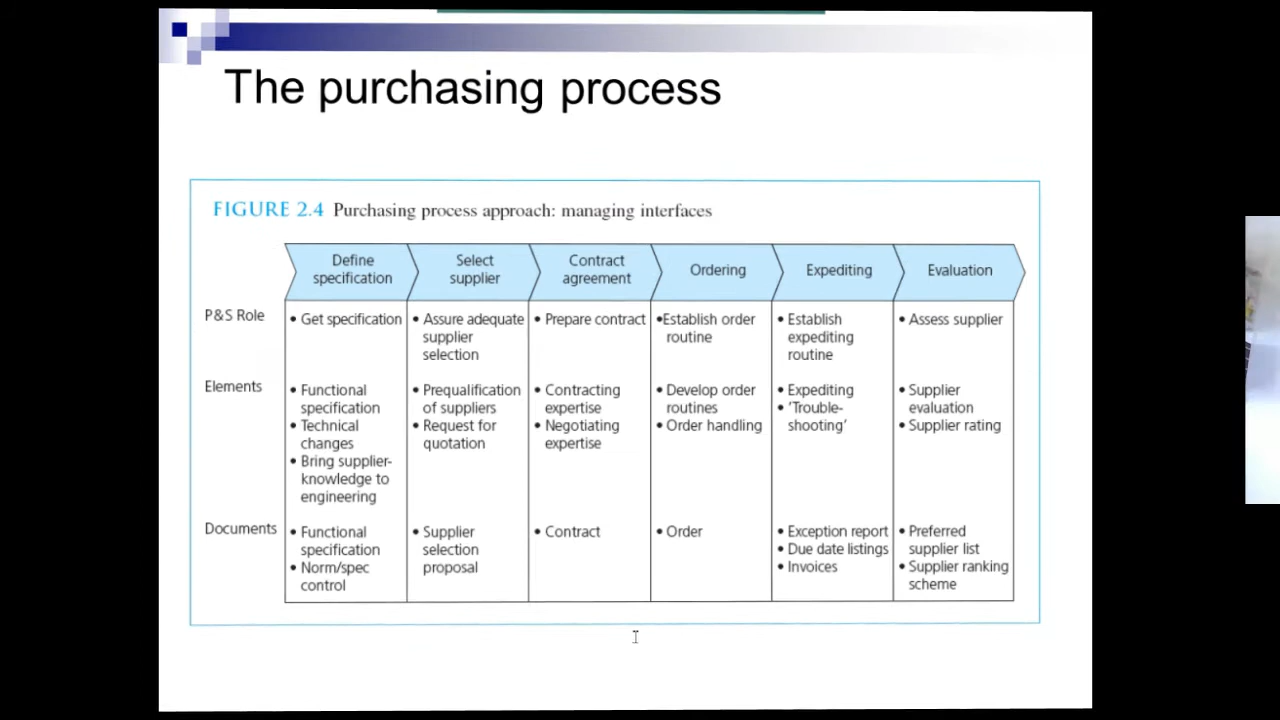 The purchasing process
FIGURE 2.4 Purchasing process approach: managing interfaces
Define
specification
Select
supplier
Contract
agreement
Ordering
Expediting
Evaluation
P&S Role
• Get specification
• Assure adequate
supplier
selection
• Prepare contract
•Establish order
routine
• Establish
expediting
routine
• Assess supplier
Elements
• Functional
specification
• Technical
changes
• Bring supplier-
knowledge to
engineering
• Prequalification
of suppliers
• Request for
quotation
• Contracting
expertise
• Negotiating
expertise
• Develop order
routines
• Order handling
• Expediting
• 'Trouble-
shooting'
• Supplier
evaluation
• Supplier rating
Documents
• Functional
specification
• Norm/spec
control
• Supplier
selection
proposal
• Contract
• Order
• Exception report
• Due date listings
• Invoices
• Preferred
supplier list
• Supplier ranking
scheme